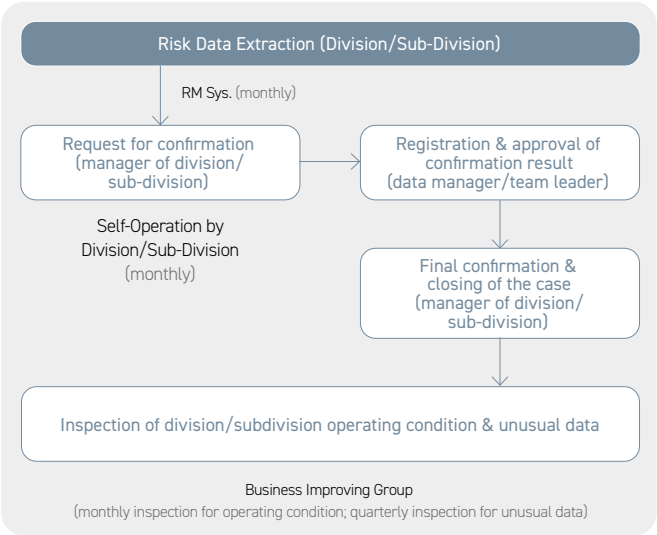 Risk Data Extraction (Division/Sub-Division)
RM Sys. (monthly)
Request for confirmation
(manager of division/
sub-division)
Registration & approval of
confirmation result
(data manager/team leader)
Self-Operation by
Division/Sub-Division
(monthly)
Final confirmation &
closing of the case
(manager of division/
sub-division)
Inspection of division/subdivision operating condition & unusual data
Business Improving Group
(monthly inspection for operating condition; quarterly inspection for unusual data)